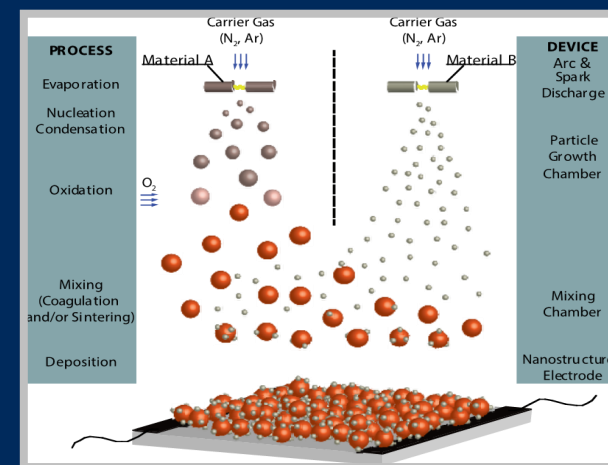 Carrier Gas
(N₂, Ar)
Carrier Gas
(N₂, Ar)
PROCESS
Material A
Material B
DEVICE
Evaporation
Arc &
Spark
Discharge
Nucleation
Condensation
Particle
Growth
Chamber
Oxidation
O₂
Mixing
(Coagulation
and/or Sintering)
Mixing
Chamber
Deposition
Nanostructure
Electrode